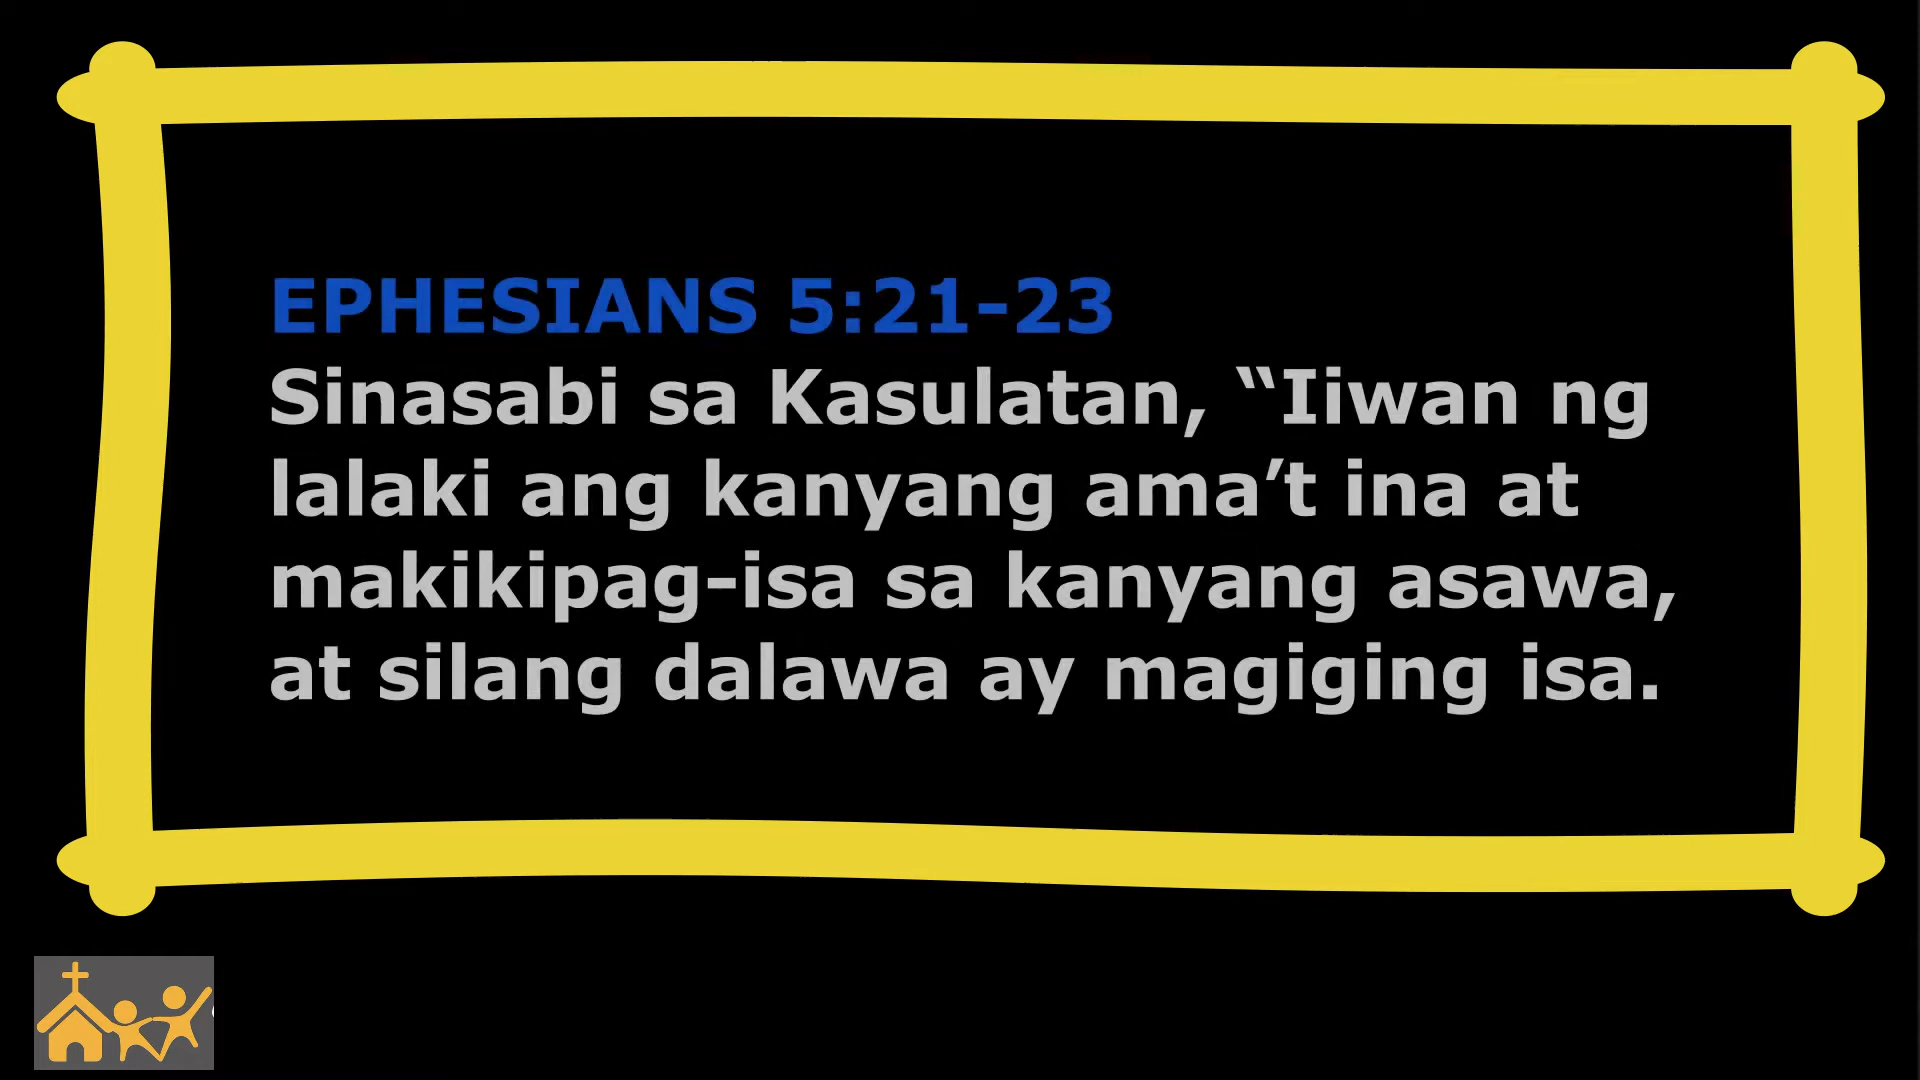 EPHESIANS 5:21-23
Sinasabi sa Kasulatan, “Iiwan ng
lalaki ang kanyang ama’t ina at
makikipag-isa sa kanyang asawa,
at silang dalawa ay magiging isa.